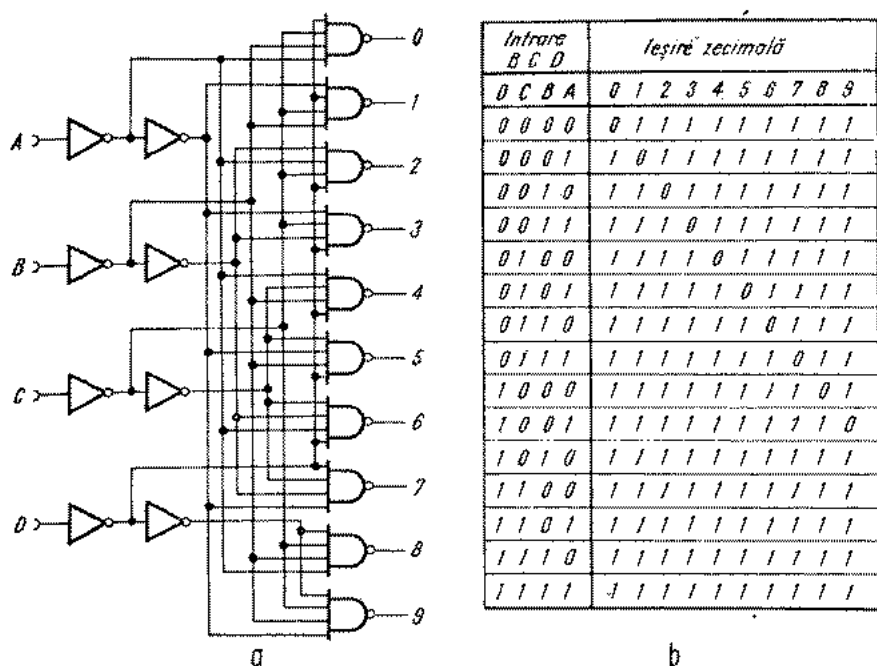 0
1
A
2
3
B
4
5
C
6
7
D
8
9
a
Intrare
B C D
Ieșire zecimală
D C B A 0 1 2 3 4 5 6 7 8 9
0 0 0 0 0 1 1 1 1 1 1 1 1 1
0 0 0 1 1 0 1 1 1 1 1 1 1 1
0 0 1 0 1 1 0 1 1 1 1 1 1 1
0 0 1 1 1 1 1 0 1 1 1 1 1 1
0 1 0 0 1 1 1 1 0 1 1 1 1 1
0 1 0 1 1 1 1 1 1 0 1 1 1 1
0 1 1 0 1 1 1 1 1 1 0 1 1 1
0 1 1 1 1 1 1 1 1 1 1 0 1 1
1 0 0 0 1 1 1 1 1 1 1 1 0 1
1 0 0 1 1 1 1 1 1 1 1 1 1 0
1 0 1 0 1 1 1 1 1 1 1 1 1 1
1 1 0 0 1 1 1 1 1 1 1 1 1 1
1 1 0 1 1 1 1 1 1 1 1 1 1 1
1 1 1 0 1 1 1 1 1 1 1 1 1 1
1 1 1 1 1 1 1 1 1 1 1 1 1 1
b